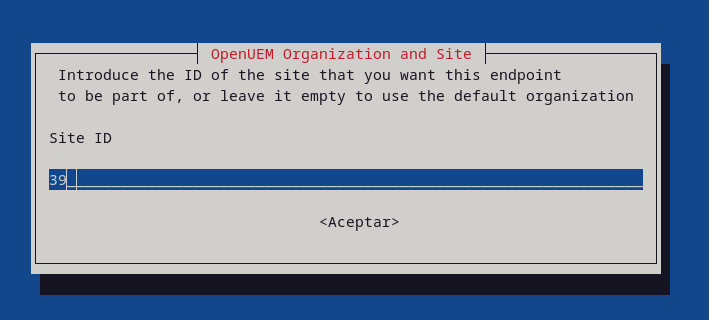 OpenUEM Organization and Site
Introduce the ID of the site that you want this endpoint
to be part of, or leave it empty to use the default organization
Site ID
39
<Aceptar>